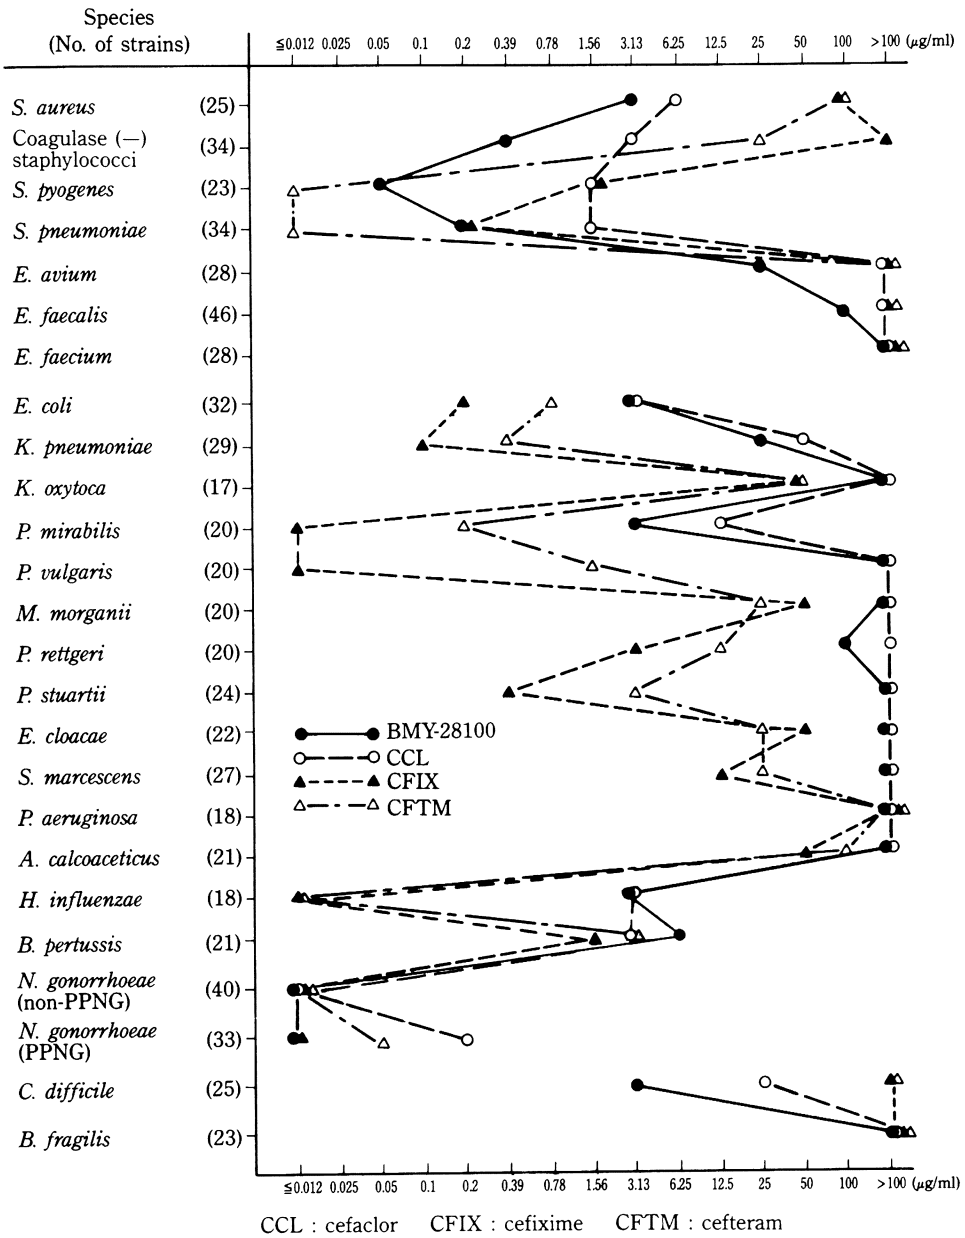 Species
(No. of strains)
≦0.012 0.025 0.05 0.1 0.2 0.39 0.78 1.56 3.13 6.25 12.5 25 50 100 >100 (μg/ml)
S. aureus (25)
Coagulase (—)
staphylococci (34)
S. pyogenes (23)
S. pneumoniae (34)
E. avium (28)
E. faecalis (46)
E. faecium (28)
E. coli (32)
K. pneumoniae (29)
K. oxytoca (17)
P. mirabilis (20)
P. vulgaris (20)
M. morganii (20)
P. rettgeri (20)
P. stuartii (24)
E. cloacae (22)
S. marcescens (27)
P. aeruginosa (18)
A. calcoaceticus (21)
H. influenzae (18)
B. pertussis (21)
N. gonorrhoeae
(non-PPNG) (40)
N. gonorrhoeae
(PPNG) (33)
C. difficile (25)
B. fragilis (23)
BMY-28100
CCL
CFIX
CFTM
≦0.012 0.025 0.05 0.1 0.2 0.39 0.78 1.56 3.13 6.25 12.5 25 50 100 >100 (μg/ml)
CCL : cefaclor CFIX : cefixime CFTM : cefteram